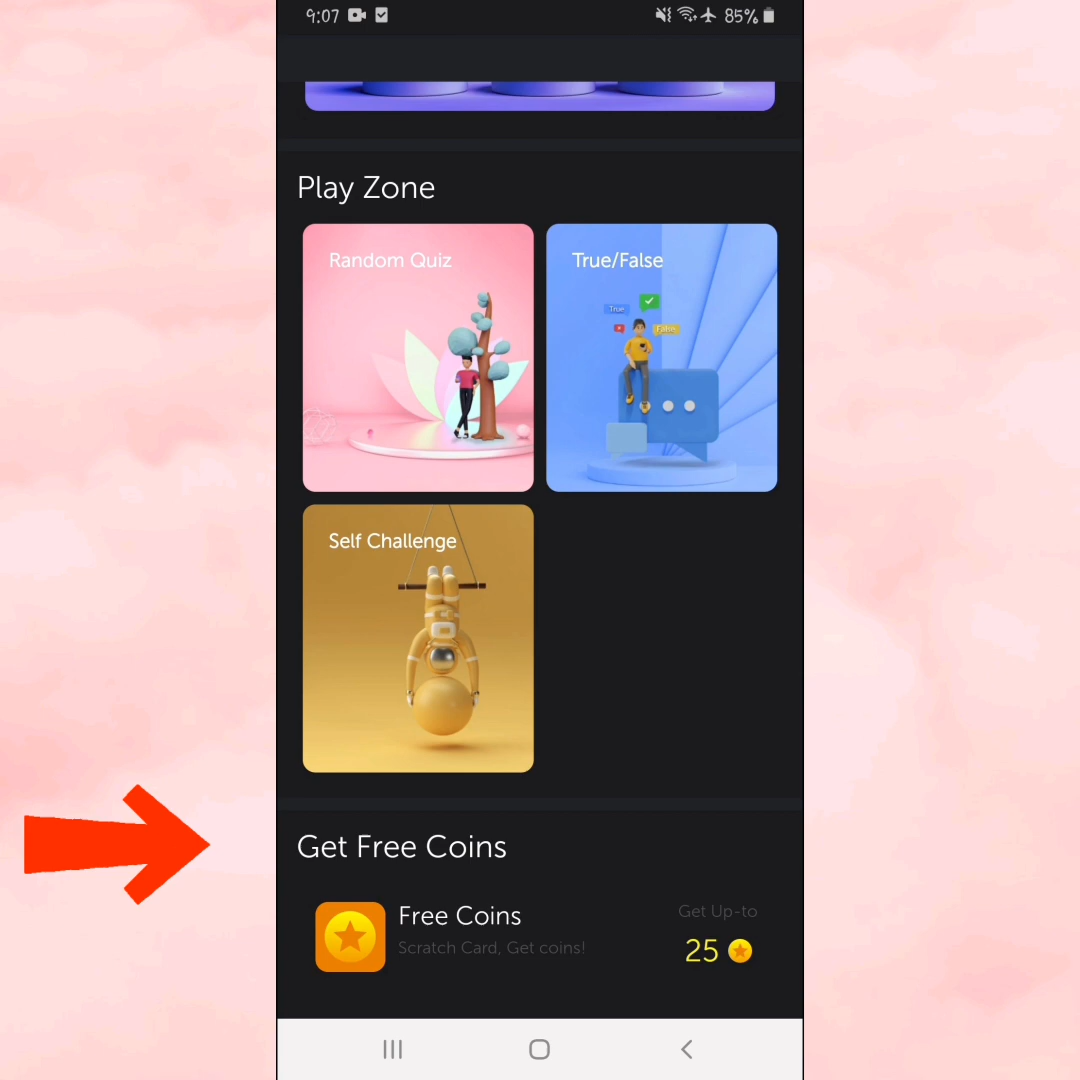 9:07
85%
Play Zone
Random Quiz
True/False
True
False
Self Challenge
Get Free Coins
Free Coins
Get Up-to
Scratch Card, Get coins!
25